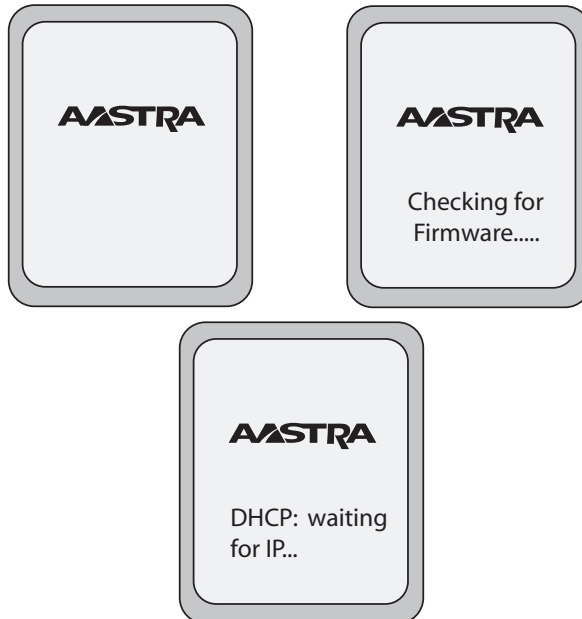 AASTRA
AASTRA
Checking for
Firmware.....
AASTRA
DHCP: waiting
for IP...